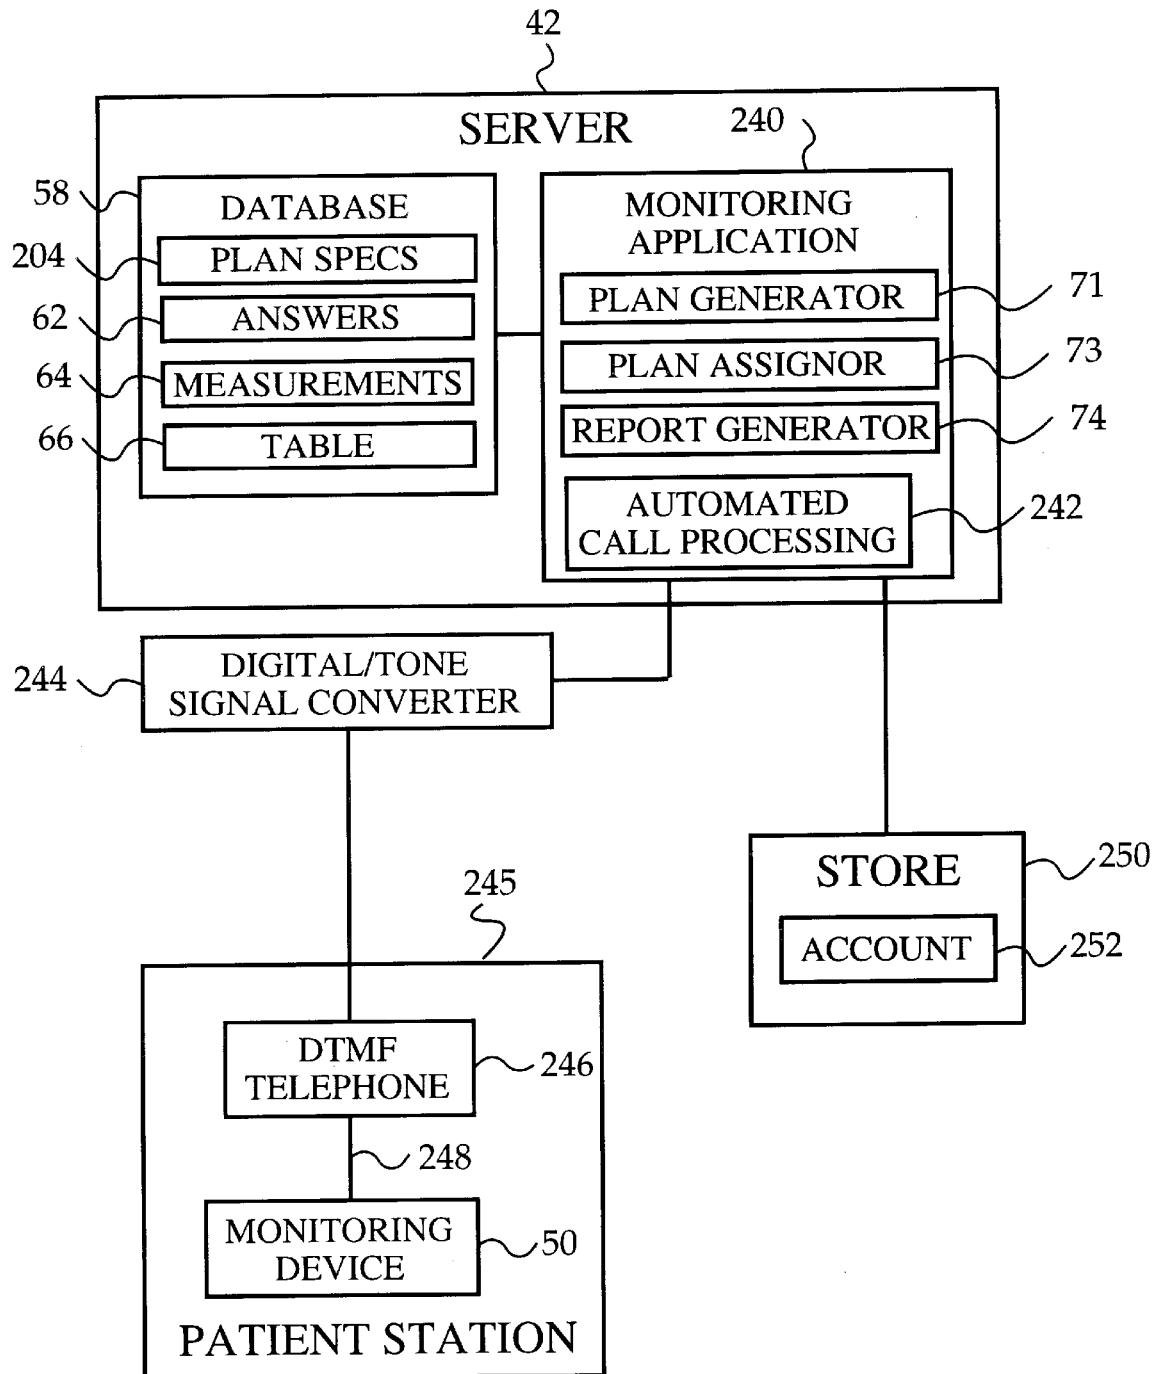 42
SERVER
240
58
DATABASE
204
PLAN SPECS
62
ANSWERS
64
MEASUREMENTS
66
TABLE
MONITORING
APPLICATION
PLAN GENERATOR
71
PLAN ASSIGNOR
73
REPORT GENERATOR
74
AUTOMATED
CALL PROCESSING
242
244
DIGITAL/TONE
SIGNAL CONVERTER
STORE
250
ACCOUNT
252
245
DTMF
TELEPHONE
246
248
MONITORING
DEVICE
50
PATIENT STATION